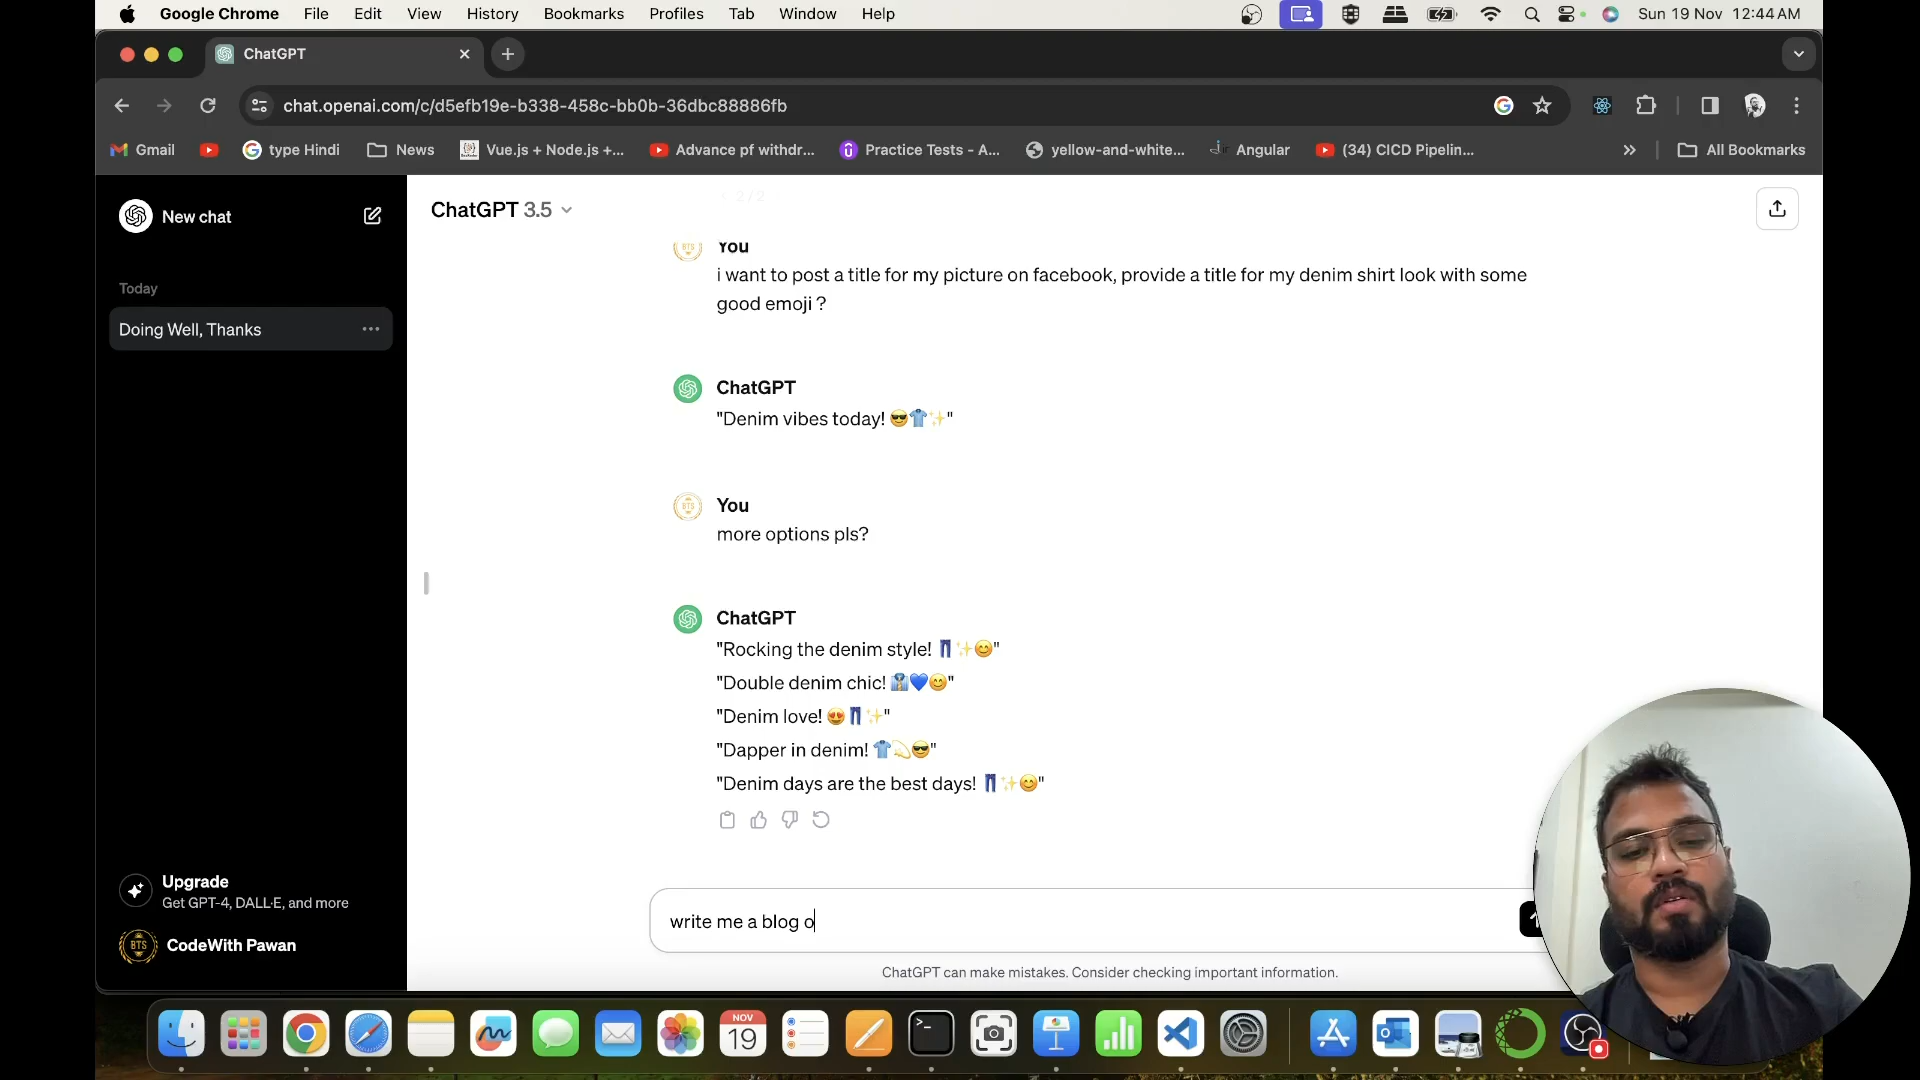 Google Chrome File Edit View History Bookmarks Profiles Tab Window Help Sun 19 Nov 12:44 AM
ChatGPT
chat.openai.com/c/d5efb19e-b338-458c-bb0b-36dbc88886fb
Gmail type Hindi News Vue.js + Node.js +... Advance pf withdr... Practice Tests - A... yellow-and-white... Angular (34) CICD Pipelin... » All Bookmarks
New chat
Today
Doing Well, Thanks
Upgrade
Get GPT-4, DALL·E, and more
BTS
CodeWith Pawan
ChatGPT 3.5
2 / 2
BTS
You
i want to post a title for my picture on facebook, provide a title for my denim shirt look with some
good emoji ?
ChatGPT
"Denim vibes today! 😎👕✨"
BTS
You
more options pls?
ChatGPT
"Rocking the denim style! 👖✨😊"
"Double denim chic! 👔💙😊"
"Denim love! 😍👖✨"
"Dapper in denim! 👕💫😎"
"Denim days are the best days! 👖✨😊"
write me a blog o
ChatGPT can make mistakes. Consider checking important information.
NOV
19